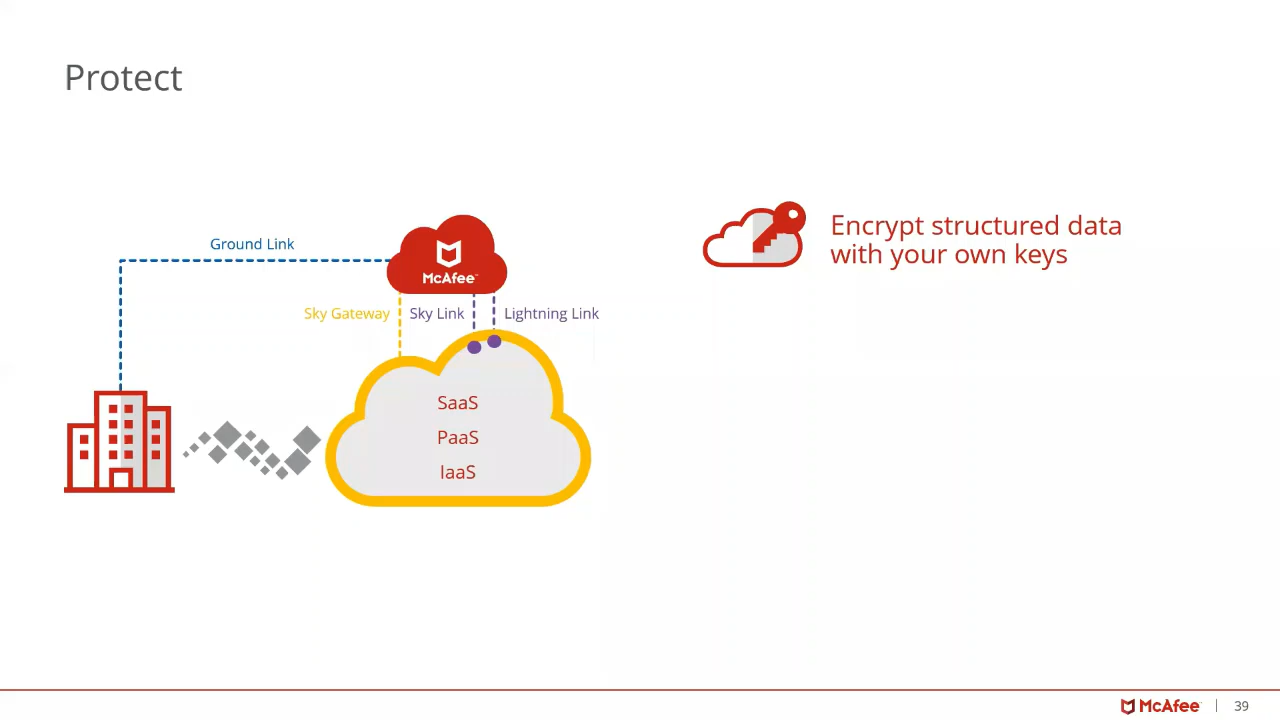 Protect
Ground Link
McAfee™
Sky Gateway
Sky Link
Lightning Link
SaaS
PaaS
IaaS
Encrypt structured data
with your own keys
McAfee
39